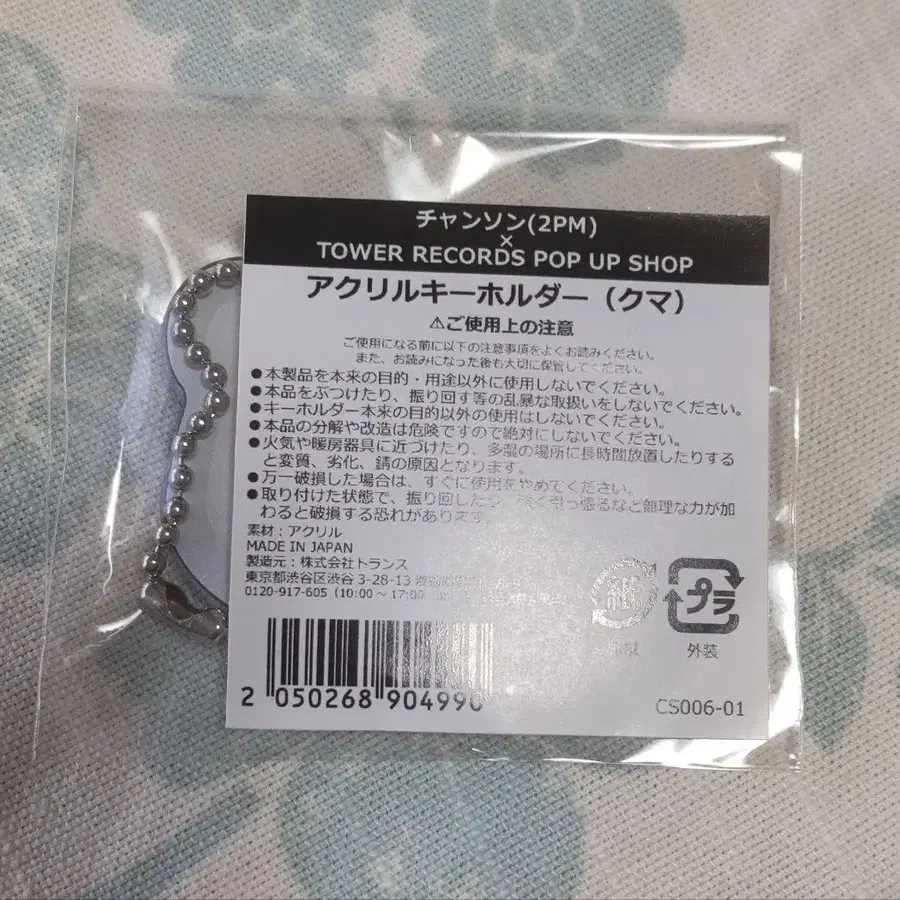 チャンソン(2PM)
×
TOWER RECORDS POP UP SHOP
アクリルキーホルダー（クマ）
⚠ご使用上の注意
ご使用になる前に以下の注意事項をよくお読みください。
また、お読みになった後も大切に保管してください。
●本製品を本来の目的・用途以外に使用しないでください。
●本品をぶつけたり、振り回す等の乱暴な取扱いをしないでください。
●キーホルダー本来の目的以外の使用はしないでください。
●本品の分解や改造は危険ですので絶対にしないでください。
●火気や暖房器具に近づけたり、多湿の場所に長時間放置したりする
と変質、劣化、錆の原因となります。
●万一破損した場合は、すぐに使用をやめてください。
●取り付けた状態で、振り回したり、強く引っ張るなど無理な力が加
わると破損する恐れがあります。
素材：アクリル
MADE IN JAPAN
製造元：株式会社トランス
東京都渋谷区渋谷 3-28-13
0120-917-605（10:00～17:00
紙
プラ
外装
2 050268 904990
CS006-01